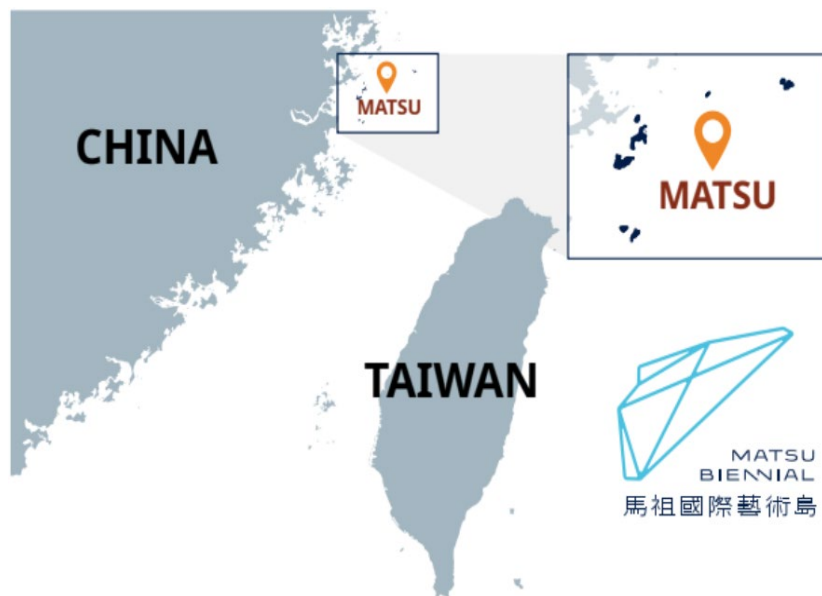 MATSU
CHINA
MATSU
TAIWAN
MATSU
BIENNIAL
馬祖國際藝術島